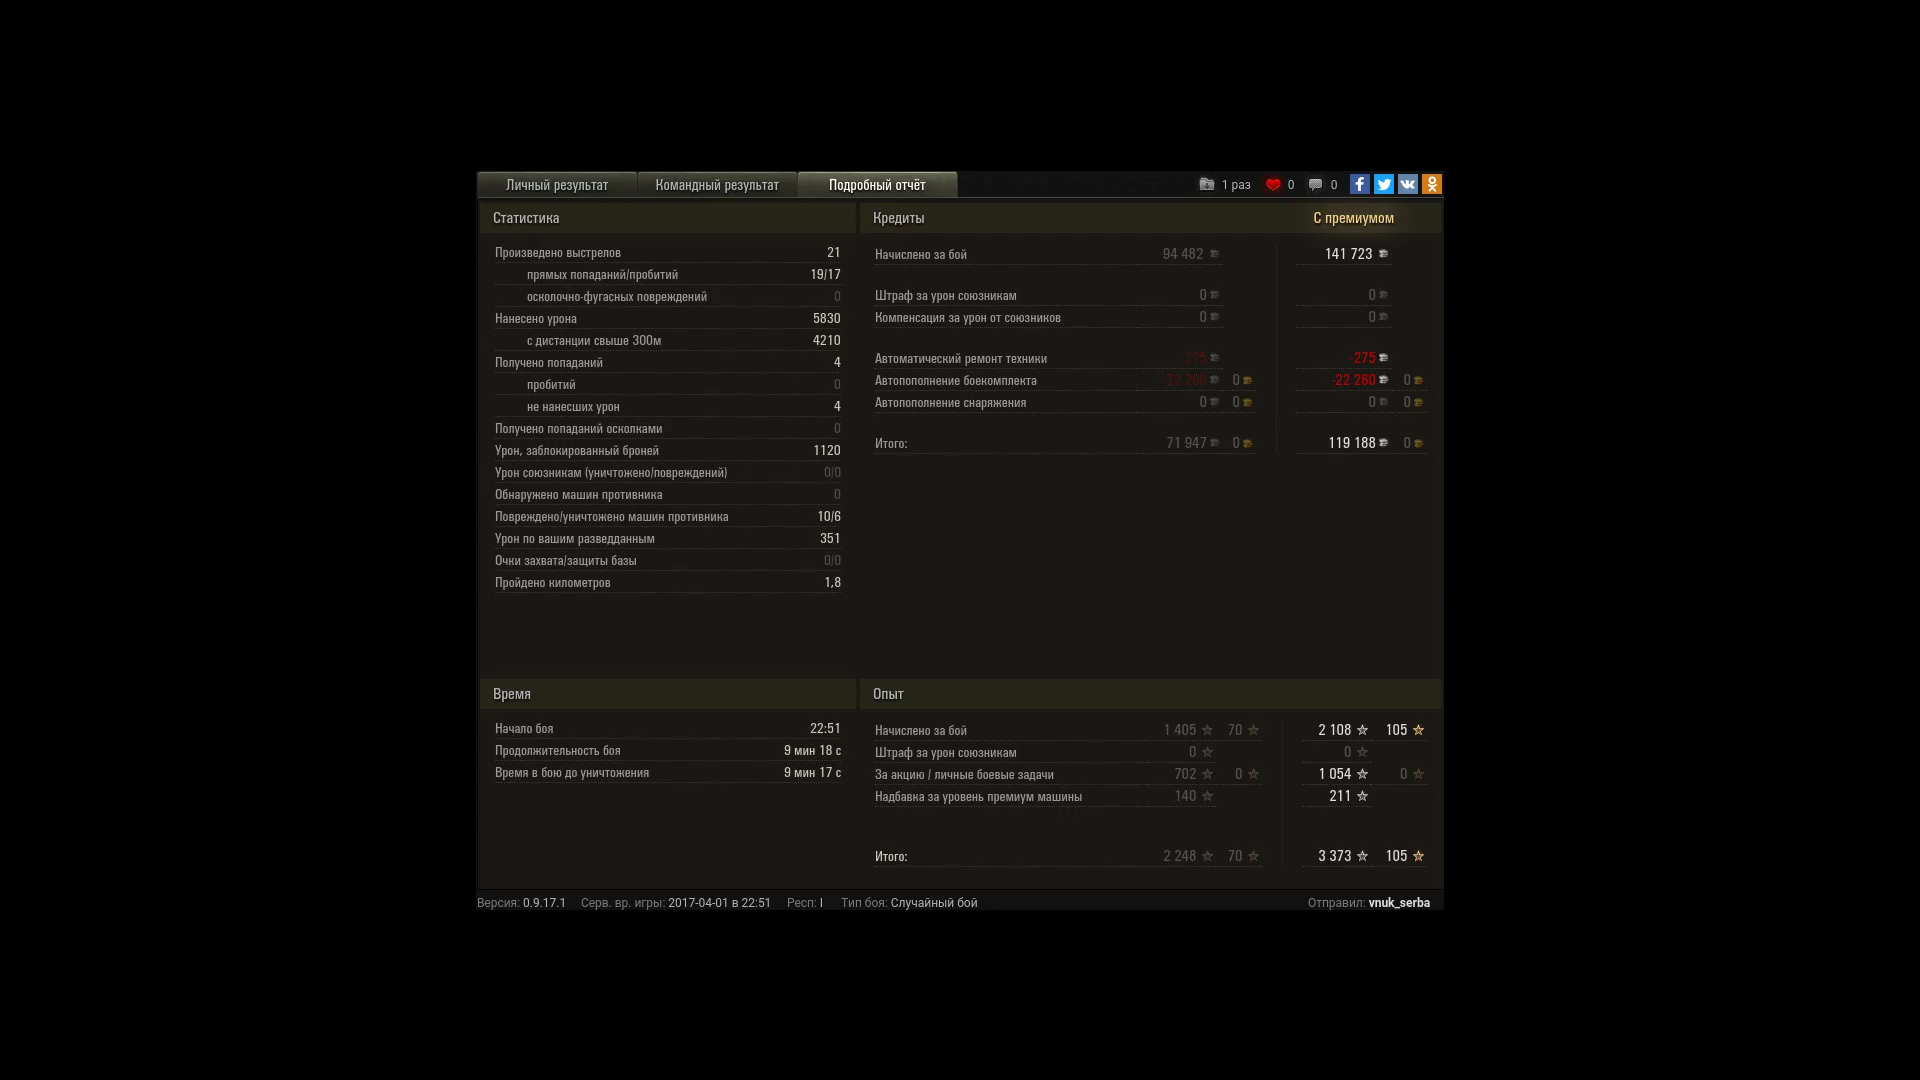 Личный результат Командный результат Подробный отчёт 1 раз 0 0
Статистика
Произведено выстрелов 21
прямых попаданий/пробитий 19/17
осколочно-фугасных повреждений 0
Нанесено урона 5830
с дистанции свыше 300м 4210
Получено попаданий 4
пробитий 0
не нанесших урон 4
Получено попаданий осколками 0
Урон, заблокированный броней 1120
Урон союзникам (уничтожено/повреждений) 0/0
Обнаружено машин противника 0
Повреждено/уничтожено машин противника 10/6
Урон по вашим разведданным 351
Очки захвата/защиты базы 0/0
Пройдено километров 1,8
Кредиты С премиумом
Начислено за бой 94 482 141 723
Штраф за урон союзникам 0 0
Компенсация за урон от союзников 0 0
Автоматический ремонт техники -275 -275
Автопополнение боекомплекта -22 260 0 -22 260 0
Автопополнение снаряжения 0 0 0 0
Итого: 71 947 0 119 188 0
Время
Начало боя 22:51
Продолжительность боя 9 мин 18 с
Время в бою до уничтожения 9 мин 17 с
Опыт
Начислено за бой 1 405 70 2 108 105
Штраф за урон союзникам 0 0
За акцию / личные боевые задачи 702 0 1 054 0
Надбавка за уровень премиум машины 140 211
Итого: 2 248 70 3 373 105
Версия: 0.9.17.1 Серв. вр. игры: 2017-04-01 в 22:51 Респ: I Тип боя: Случайный бой Отправил: vnuk_serba